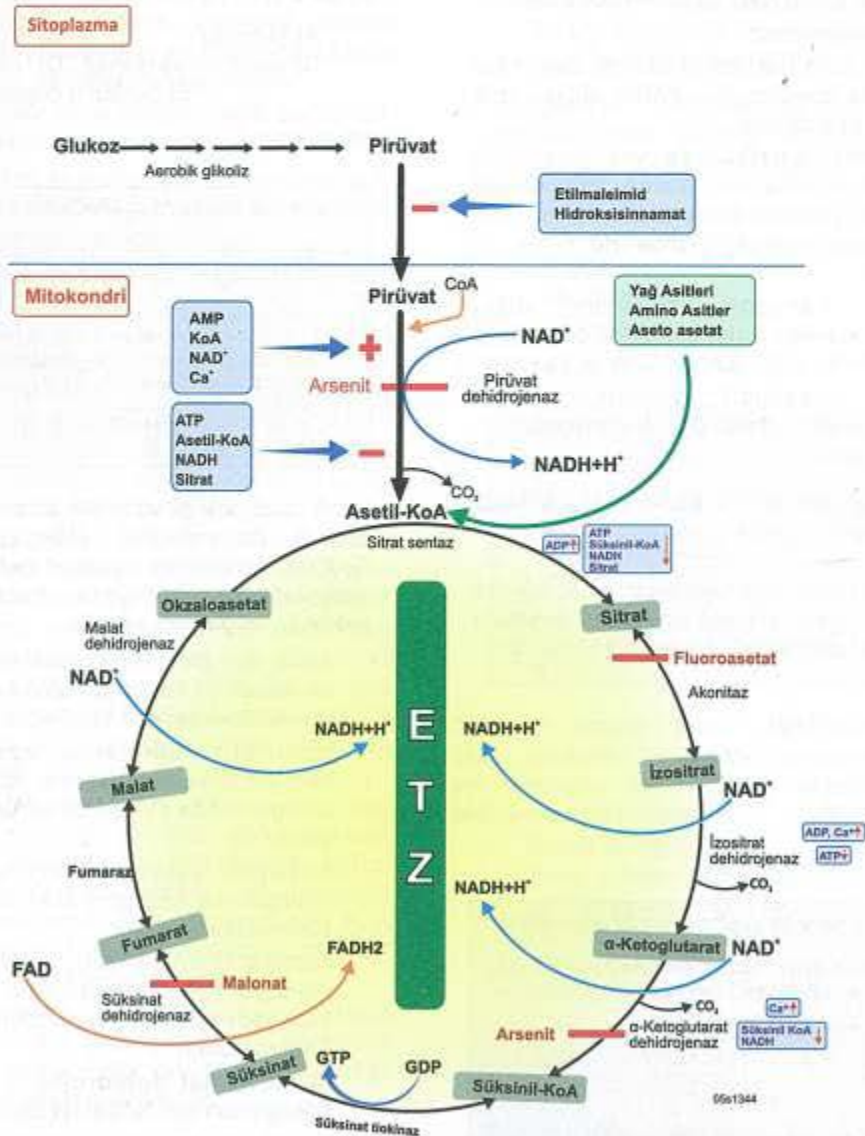 Sitoplazma
Glukoz
Pirüvat
Aerobik glikoliz
Etilmaleimid
Hidroksisinnamat
Mitokondri
Pirüvat
CoA
Yağ Asitleri
Amino Asitler
Aseto asetat
AMP
KoA
NAD⁺
Ca⁺
NAD⁺
Arsenit
Pirüvat
dehidrojenaz
ATP
Asetil-KoA
NADH
Sitrat
NADH+H⁺
CO₂
Asetil-KoA
Sitrat sentaz
ADP↑
ATP
Süksinil-KoA
NADH
Sitrat
Okzaloasetat
Sitrat
Malat
dehidrojenaz
Fluoroasetat
NAD⁺
Akonitaz
NADH+H⁺
NADH+H⁺
E
T
Z
Malat
İzositrat
NAD⁺
İzositrat
dehidrojenaz
ADP, Ca⁺⁺↑
ATP↓
CO₂
Fumaraz
NADH+H⁺
Fumarat
FADH2
α-Ketoglutarat
NAD⁺
FAD
Malonat
Süksinat
dehidrojenaz
CO₂
Ca⁺⁺↑
Arsenit
α-Ketoglutarat
dehidrojenaz
Süksinil KoA
NADH
Süksinat
GTP
GDP
Süksinil-KoA
Süksinat tiokinaz